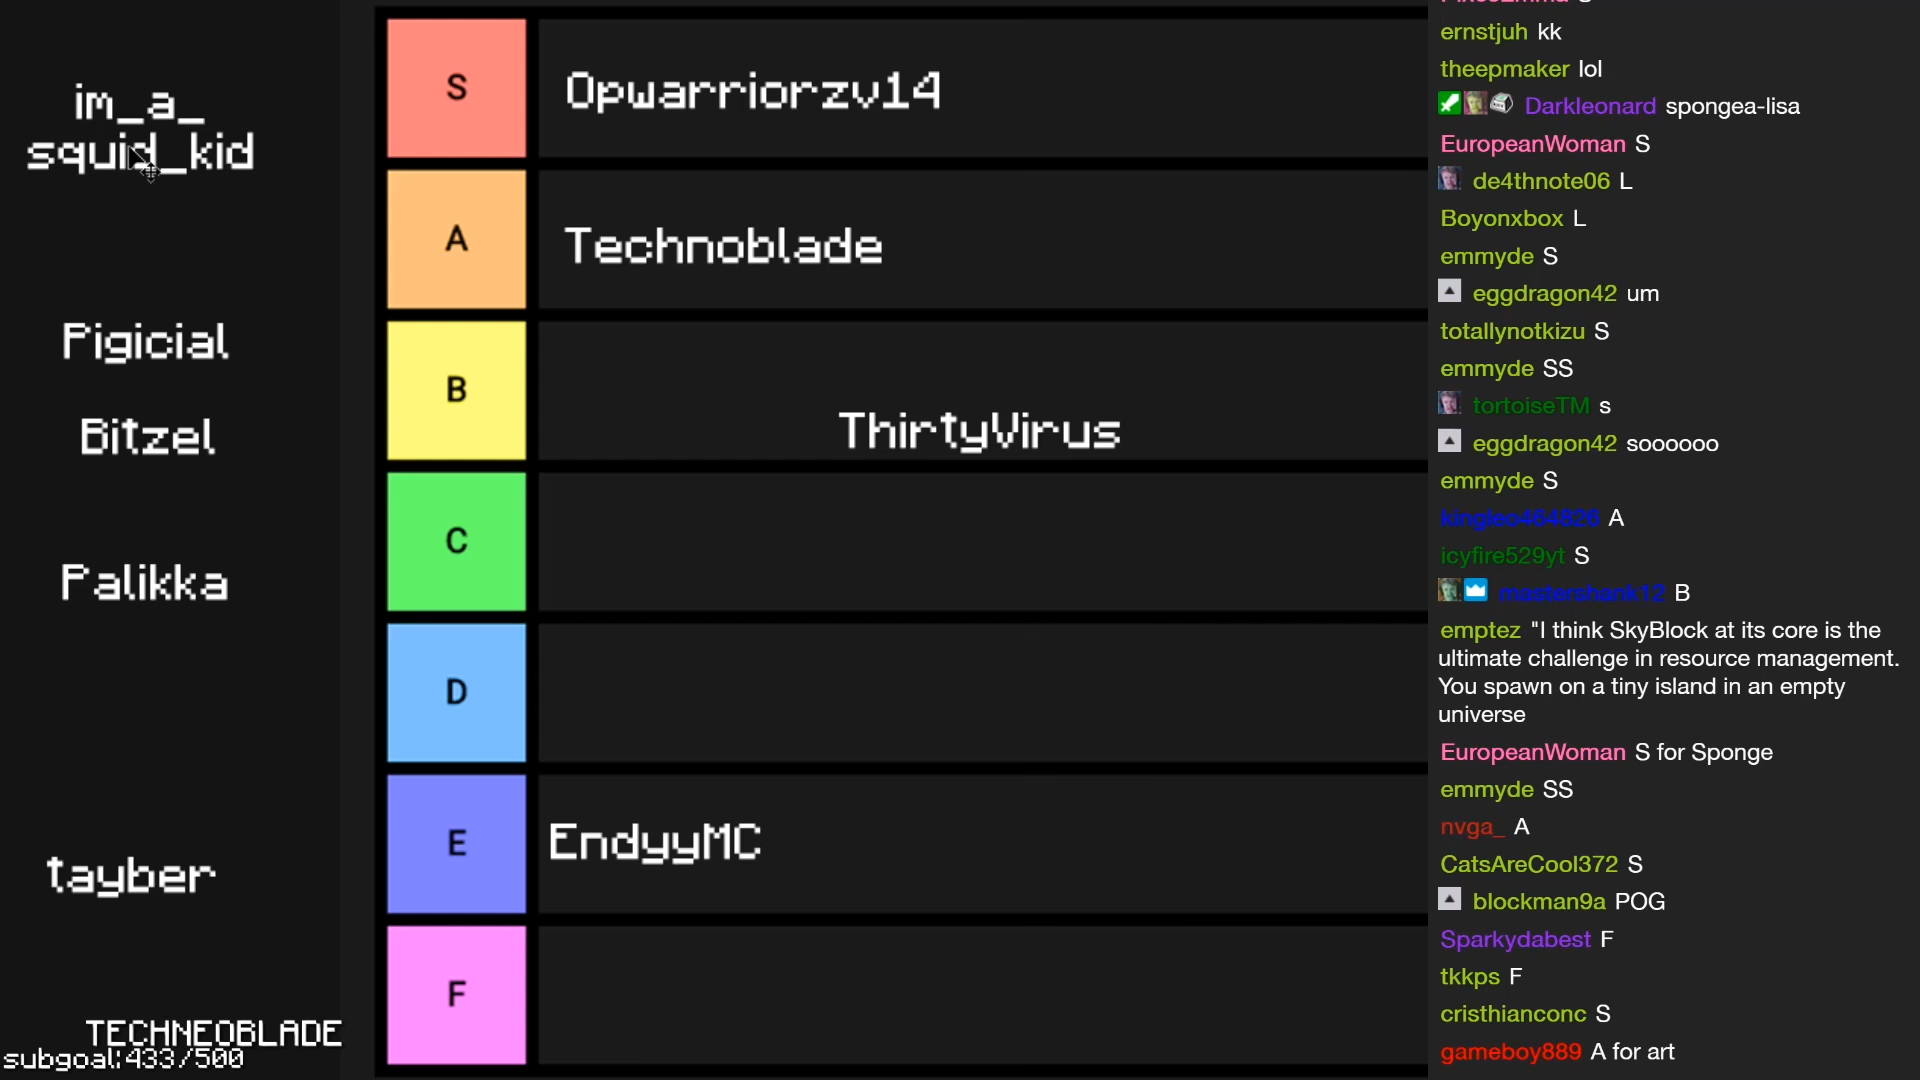 im_a_
squid_kid
Pigicial
Bitzel
Palikka
tayber
TECHNEOBLADE
subgoal:433/500
S
Opwarriorzv14
A
Technoblade
B
ThirtyVirus
C
D
E
EndyyMC
F
ernstjuh kk
theepmaker lol
Darkleonard spongea-lisa
EuropeanWoman S
de4thnote06 L
Boyonxbox L
emmyde S
eggdragon42 um
totallynotkizu S
emmyde SS
tortoiseTM s
eggdragon42 soooooo
emmyde S
kingleo464826 A
icyfire529yt S
mastershank12 B
emptez "I think SkyBlock at its core is the
ultimate challenge in resource management.
You spawn on a tiny island in an empty
universe
EuropeanWoman S for Sponge
emmyde SS
nvga_ A
CatsAreCool372 S
blockman9a POG
Sparkydabest F
tkkps F
cristhianconc S
gameboy889 A for art